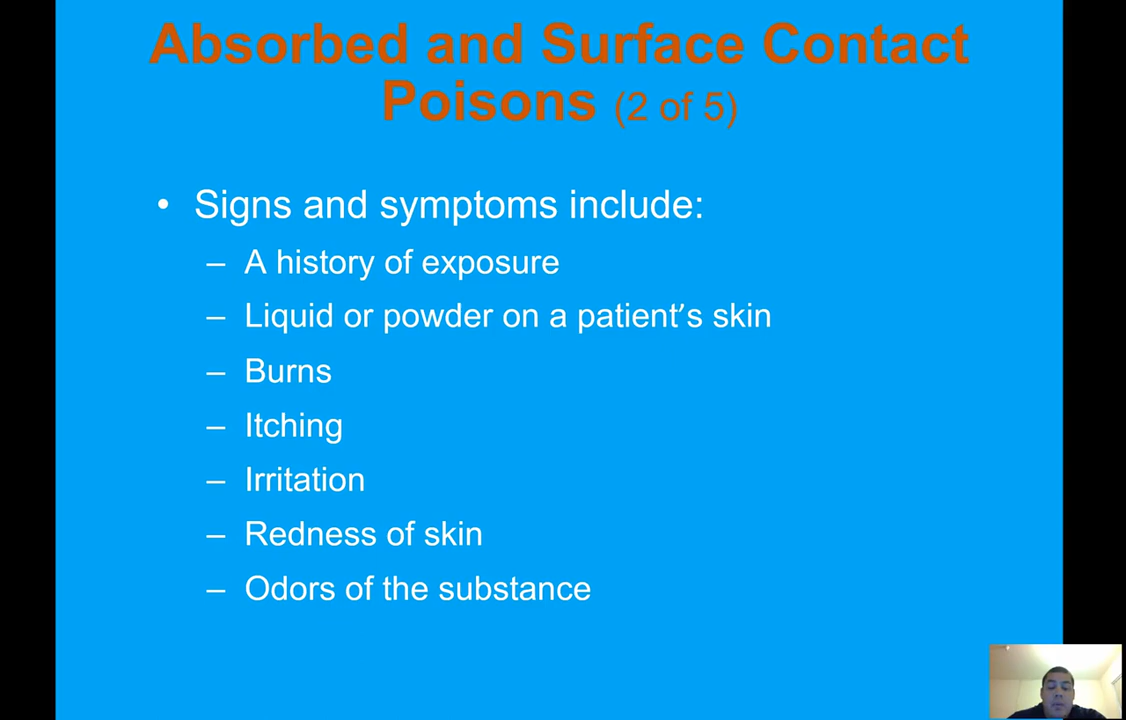 Absorbed and Surface Contact
Poisons (2 of 5)
• Signs and symptoms include:
– A history of exposure
– Liquid or powder on a patient’s skin
– Burns
– Itching
– Irritation
– Redness of skin
– Odors of the substance